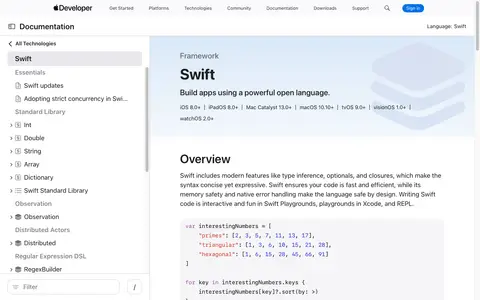 Developer
Get Started
Platforms
Technologies
Community
Documentation
Downloads
Support
Sign in
Documentation
Language: Swift
All Technologies
Swift
Essentials
Swift updates
Adopting strict concurrency in Swi...
Standard Library
Int
Double
String
Array
Dictionary
Swift Standard Library
Observation
Observation
Distributed Actors
Distributed
Regular Expression DSL
RegexBuilder
Filter
/
Framework
Swift
Build apps using a powerful open language.
iOS 8.0+ | iPadOS 8.0+ | Mac Catalyst 13.0+ | macOS 10.10+ | tvOS 9.0+ | visionOS 1.0+ |
watchOS 2.0+
Overview
Swift includes modern features like type inference, optionals, and closures, which make the
syntax concise yet expressive. Swift ensures your code is fast and efficient, while its
memory safety and native error handling make the language safe by design. Writing Swift
code is interactive and fun in Swift Playgrounds, playgrounds in Xcode, and REPL.
var interestingNumbers = [
"primes": [2, 3, 5, 7, 11, 13, 17],
"triangular": [1, 3, 6, 10, 15, 21, 28],
"hexagonal": [1, 6, 15, 28, 45, 66, 91]
]
for key in interestingNumbers.keys {
interestingNumbers[key]?.sort(by: >)